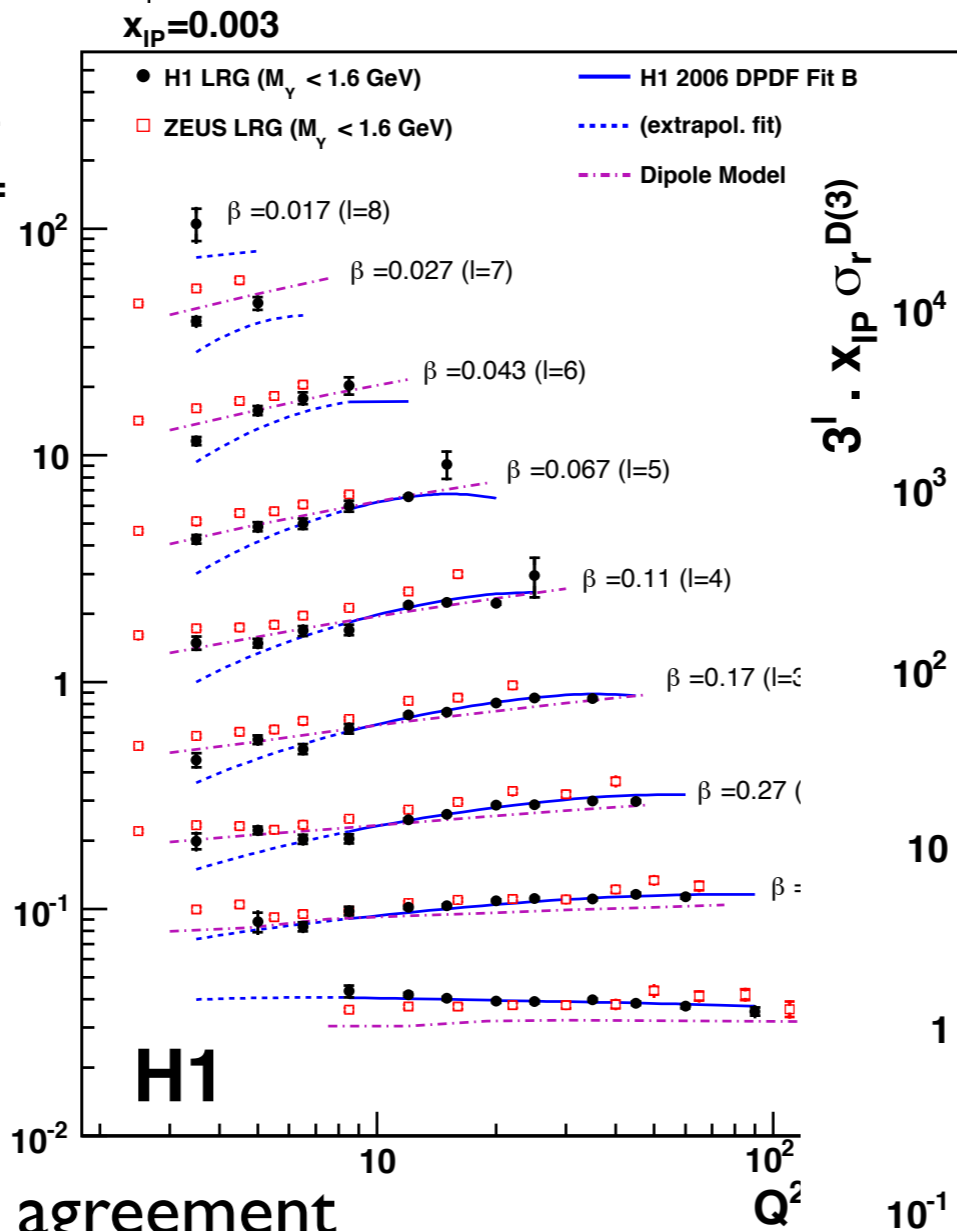 x_IP=0.003
H1 LRG (M_Y < 1.6 GeV)
ZEUS LRG (M_Y < 1.6 GeV)
H1 2006 DPDF Fit B
(extrapol. fit)
Dipole Model
β =0.017 (l=8)
β =0.027 (l=7)
β =0.043 (l=6)
β =0.067 (l=5)
β =0.11 (l=4)
β =0.17 (l=3
β =0.27 (
β =
10^2
10
1
10^-1
10^-2
H1
10
10^2
Q^2
agreement
3^l . x_IP σ_r^D(3)
10^4
10^3
10^2
10
1
10^-1